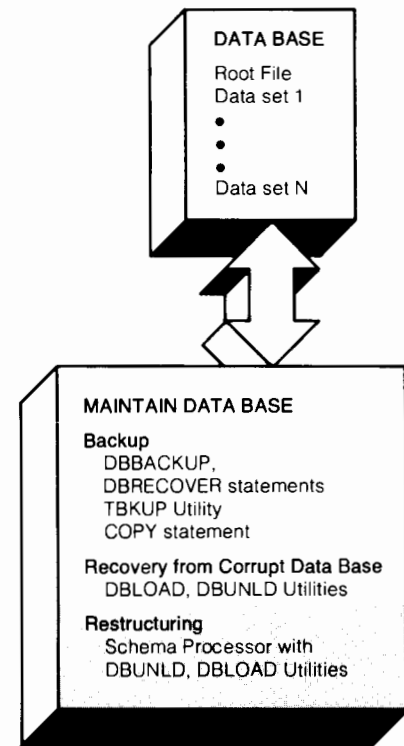 DATA BASE
Root File
Data set 1
•
•
•
Data set N
MAINTAIN DATA BASE
Backup
DBBACKUP,
DBRECOVER statements
TBKUP Utility
COPY statement
Recovery from Corrupt Data Base
DBLOAD, DBUNLD Utilities
Restructuring
Schema Processor with
DBUNLD, DBLOAD Utilities